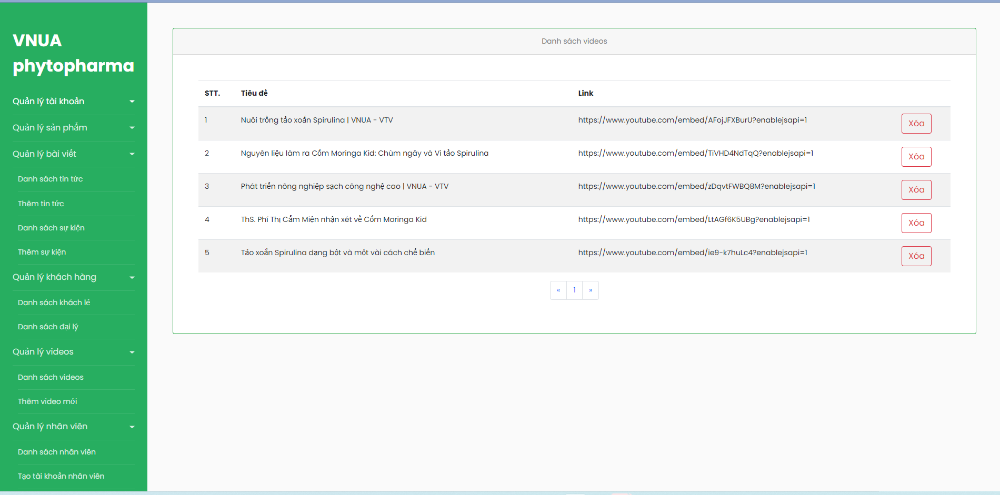 VNUA
phytopharma
Quản lý tài khoản
Quản lý sản phẩm
Quản lý bài viết
Danh sách tin tức
Thêm tin tức
Danh sách sự kiện
Thêm sự kiện
Quản lý khách hàng
Danh sách khách lẻ
Danh sách đại lý
Quản lý videos
Danh sách videos
Thêm video mới
Quản lý nhân viên
Danh sách nhân viên
Tạo tài khoản nhân viên
Danh sách videos
STT. Tiêu đề Link
1 Nuôi trồng tảo xoắn Spirulina | VNUA - VTV https://www.youtube.com/embed/AFojJFXBurU?enablejsapi=1 Xóa
2 Nguyên liệu làm ra Cốm Moringa Kid: Chùm ngây và Vi tảo Spirulina https://www.youtube.com/embed/TiVHD4NdTqQ?enablejsapi=1 Xóa
3 Phát triển nông nghiệp sạch công nghệ cao | VNUA - VTV https://www.youtube.com/embed/zDqvtFWBQ8M?enablejsapi=1 Xóa
4 ThS. Phí Thị Cẩm Miện nhận xét về Cốm Moringa Kid https://www.youtube.com/embed/LtAGf6K5UBg?enablejsapi=1 Xóa
5 Tảo xoắn Spirulina dạng bột và một vài cách chế biến https://www.youtube.com/embed/ie9-k7huLc4?enablejsapi=1 Xóa
« 1 »